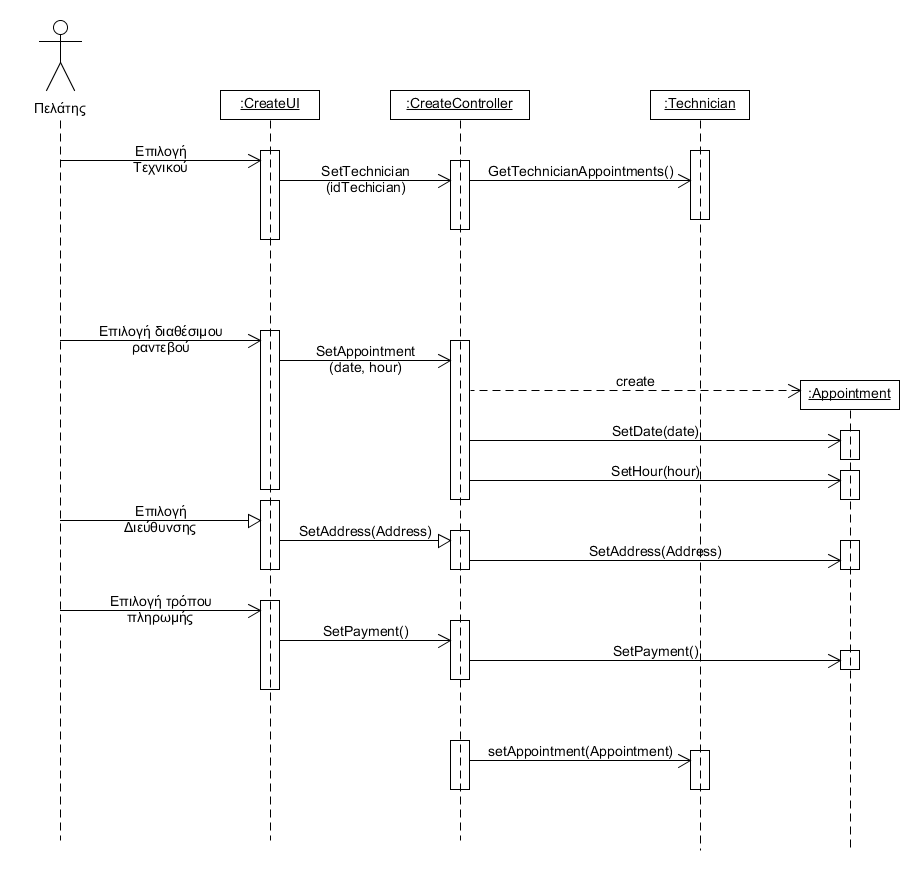 Πελάτης
:CreateUI
:CreateController
:Technician
Επιλογή
Τεχνικού
SetTechnician
(idTechician)
GetTechnicianAppointments()
Επιλογή διαθέσιμου
ραντεβού
SetAppointment
(date, hour)
create
:Appointment
SetDate(date)
SetHour(hour)
Επιλογή
Διεύθυνσης
SetAddress(Address)
SetAddress(Address)
Επιλογή τρόπου
πληρωμής
SetPayment()
SetPayment()
setAppointment(Appointment)